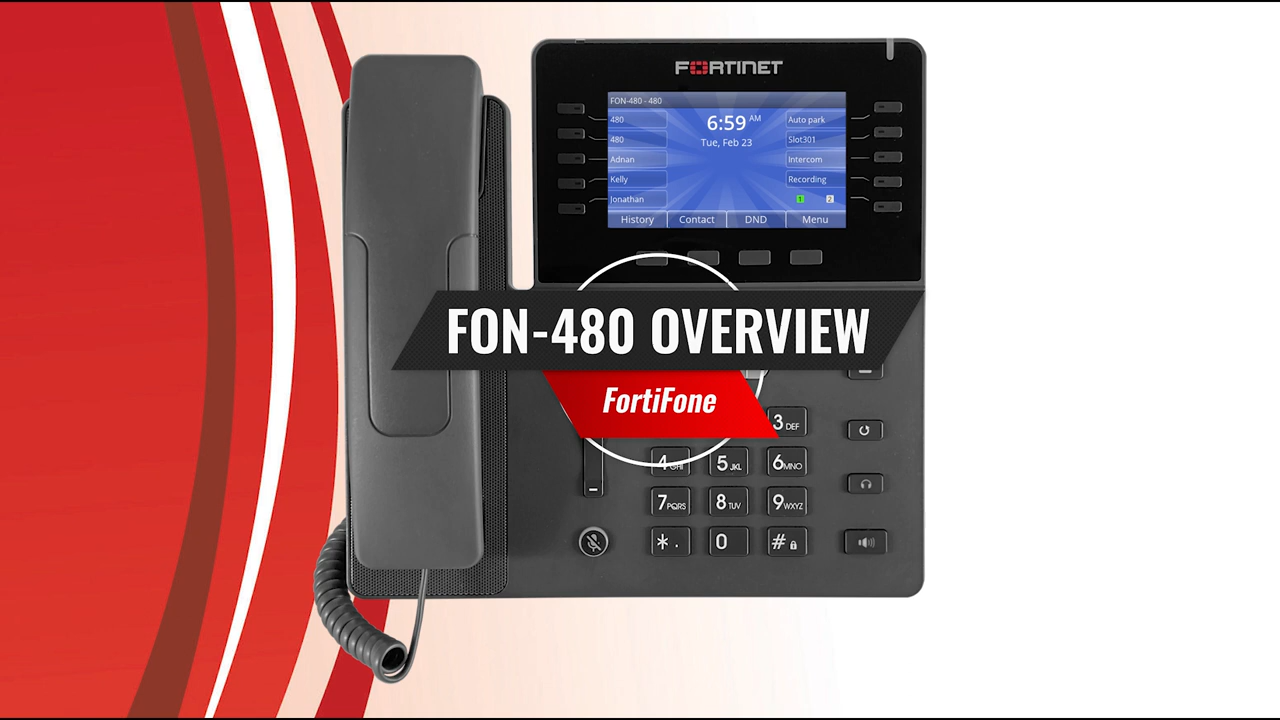 FORTINET
FON-480 - 480
480
480
Adnan
Kelly
Jonathan
6:59 AM
Tue, Feb 23
Auto park
Slot301
Intercom
Recording
1 2
History Contact DND Menu
FON-480 OVERVIEW
FortiFone
3 DEF
4 GHI 5 JKL 6 MNO
7 PQRS 8 TUV 9 WXYZ
* . 0 #